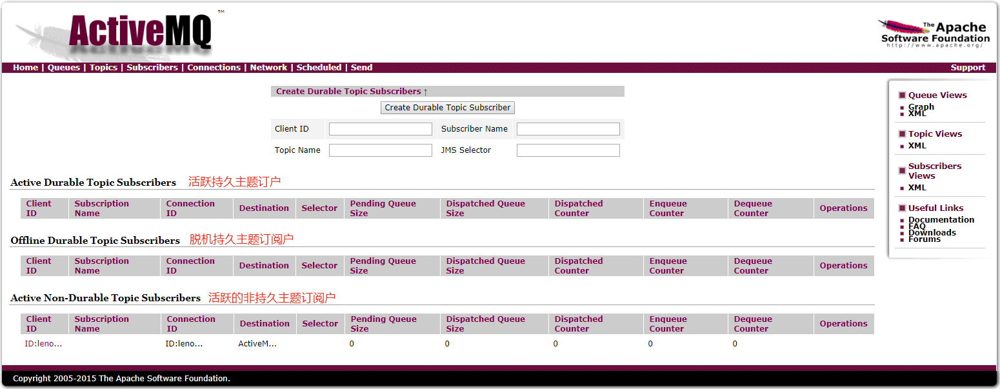 ActiveMQ™
The Apache
Software Foundation
http://www.apache.org/
Home | Queues | Topics | Subscribers | Connections | Network | Scheduled | Send
Support
Create Durable Topic Subscribers ↑
Create Durable Topic Subscriber
Client ID Subscriber Name
Topic Name JMS Selector
Active Durable Topic Subscribers 活跃持久主题订户
Client ID Subscription Name Connection ID Destination Selector Pending Queue Size Dispatched Queue Size Dispatched Counter Enqueue Counter Dequeue Counter Operations
Offline Durable Topic Subscribers 脱机持久主题订阅户
Client ID Subscription Name Connection ID Destination Selector Pending Queue Size Dispatched Queue Size Dispatched Counter Enqueue Counter Dequeue Counter Operations
Active Non-Durable Topic Subscribers 活跃的非持久主题订阅户
Client ID Subscription Name Connection ID Destination Selector Pending Queue Size Dispatched Queue Size Dispatched Counter Enqueue Counter Dequeue Counter Operations
ID:leno... ID:leno... ActiveM... 0 0 0 0 0
Queue Views
Graph
XML
Topic Views
XML
Subscribers
Views
XML
Useful Links
Documentation
FAQ
Downloads
Forums
Copyright 2005-2015 The Apache Software Foundation.